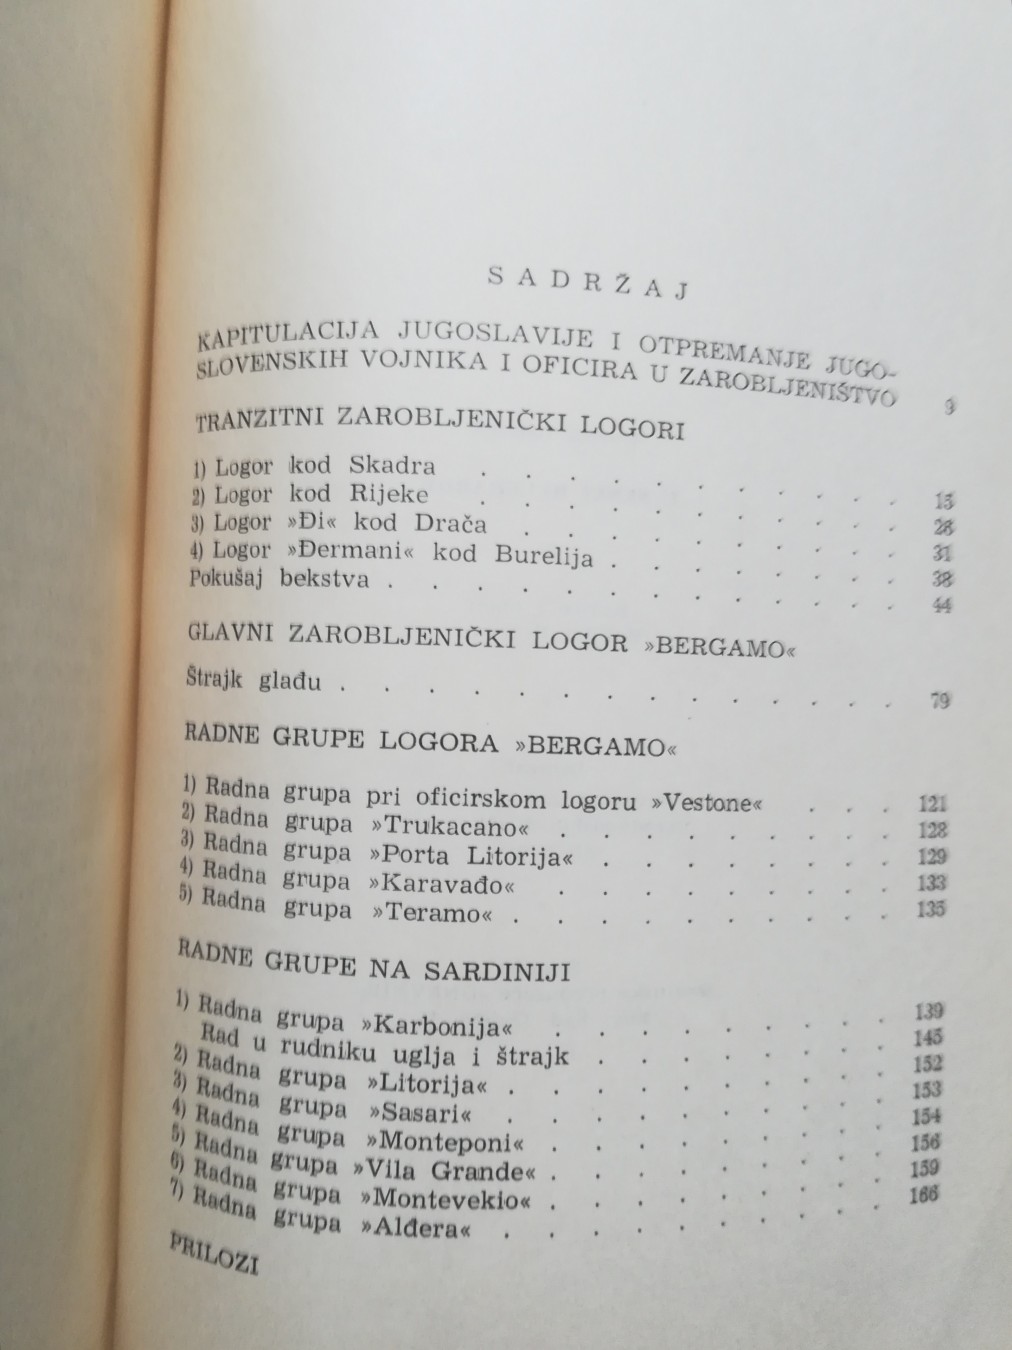 SADRŽAJ
KAPITULACIJA JUGOSLAVIJE I OTPREMANJE JUGO-
SLOVENSKIH VOJNIKA I OFICIRA U ZAROBLJENIŠTVO 9
TRANZITNI ZAROBLJENIČKI LOGORI
1) Logor kod Skadra . . . . . . . . . . 15
2) Logor kod Rijeke . . . . . . . . . . 28
3) Logor »Đi« kod Drača . . . . . . . . . 31
4) Logor »Đermani« kod Burelija . . . . . . . 38
Pokušaj bekstva . . . . . . . . . . . . 44
GLAVNI ZAROBLJENIČKI LOGOR »BERGAMO«
Štrajk glađu . . . . . . . . . . . . . 79
RADNE GRUPE LOGORA »BERGAMO«
1) Radna grupa pri oficirskom logoru »Vestone« . . . 121
2) Radna grupa »Trukacano« . . . . . . . . 128
3) Radna grupa »Porta Litorija« . . . . . . . 129
4) Radna grupa »Karavađo« . . . . . . . . 133
5) Radna grupa »Teramo« . . . . . . . . . 135
RADNE GRUPE NA SARDINIJI
1) Radna grupa »Karbonija« . . . . . . . . 139
Rad u rudniku uglja i štrajk . . . . . . . 145
2) Radna grupa »Litorija« . . . . . . . . . 152
3) Radna grupa »Sasari« . . . . . . . . . 153
4) Radna grupa »Monteponi« . . . . . . . . 154
5) Radna grupa »Vila Grande« . . . . . . . . 156
6) Radna grupa »Montevekio« . . . . . . . . 159
7) Radna grupa »Alđera« . . . . . . . . . 166
PRILOZI